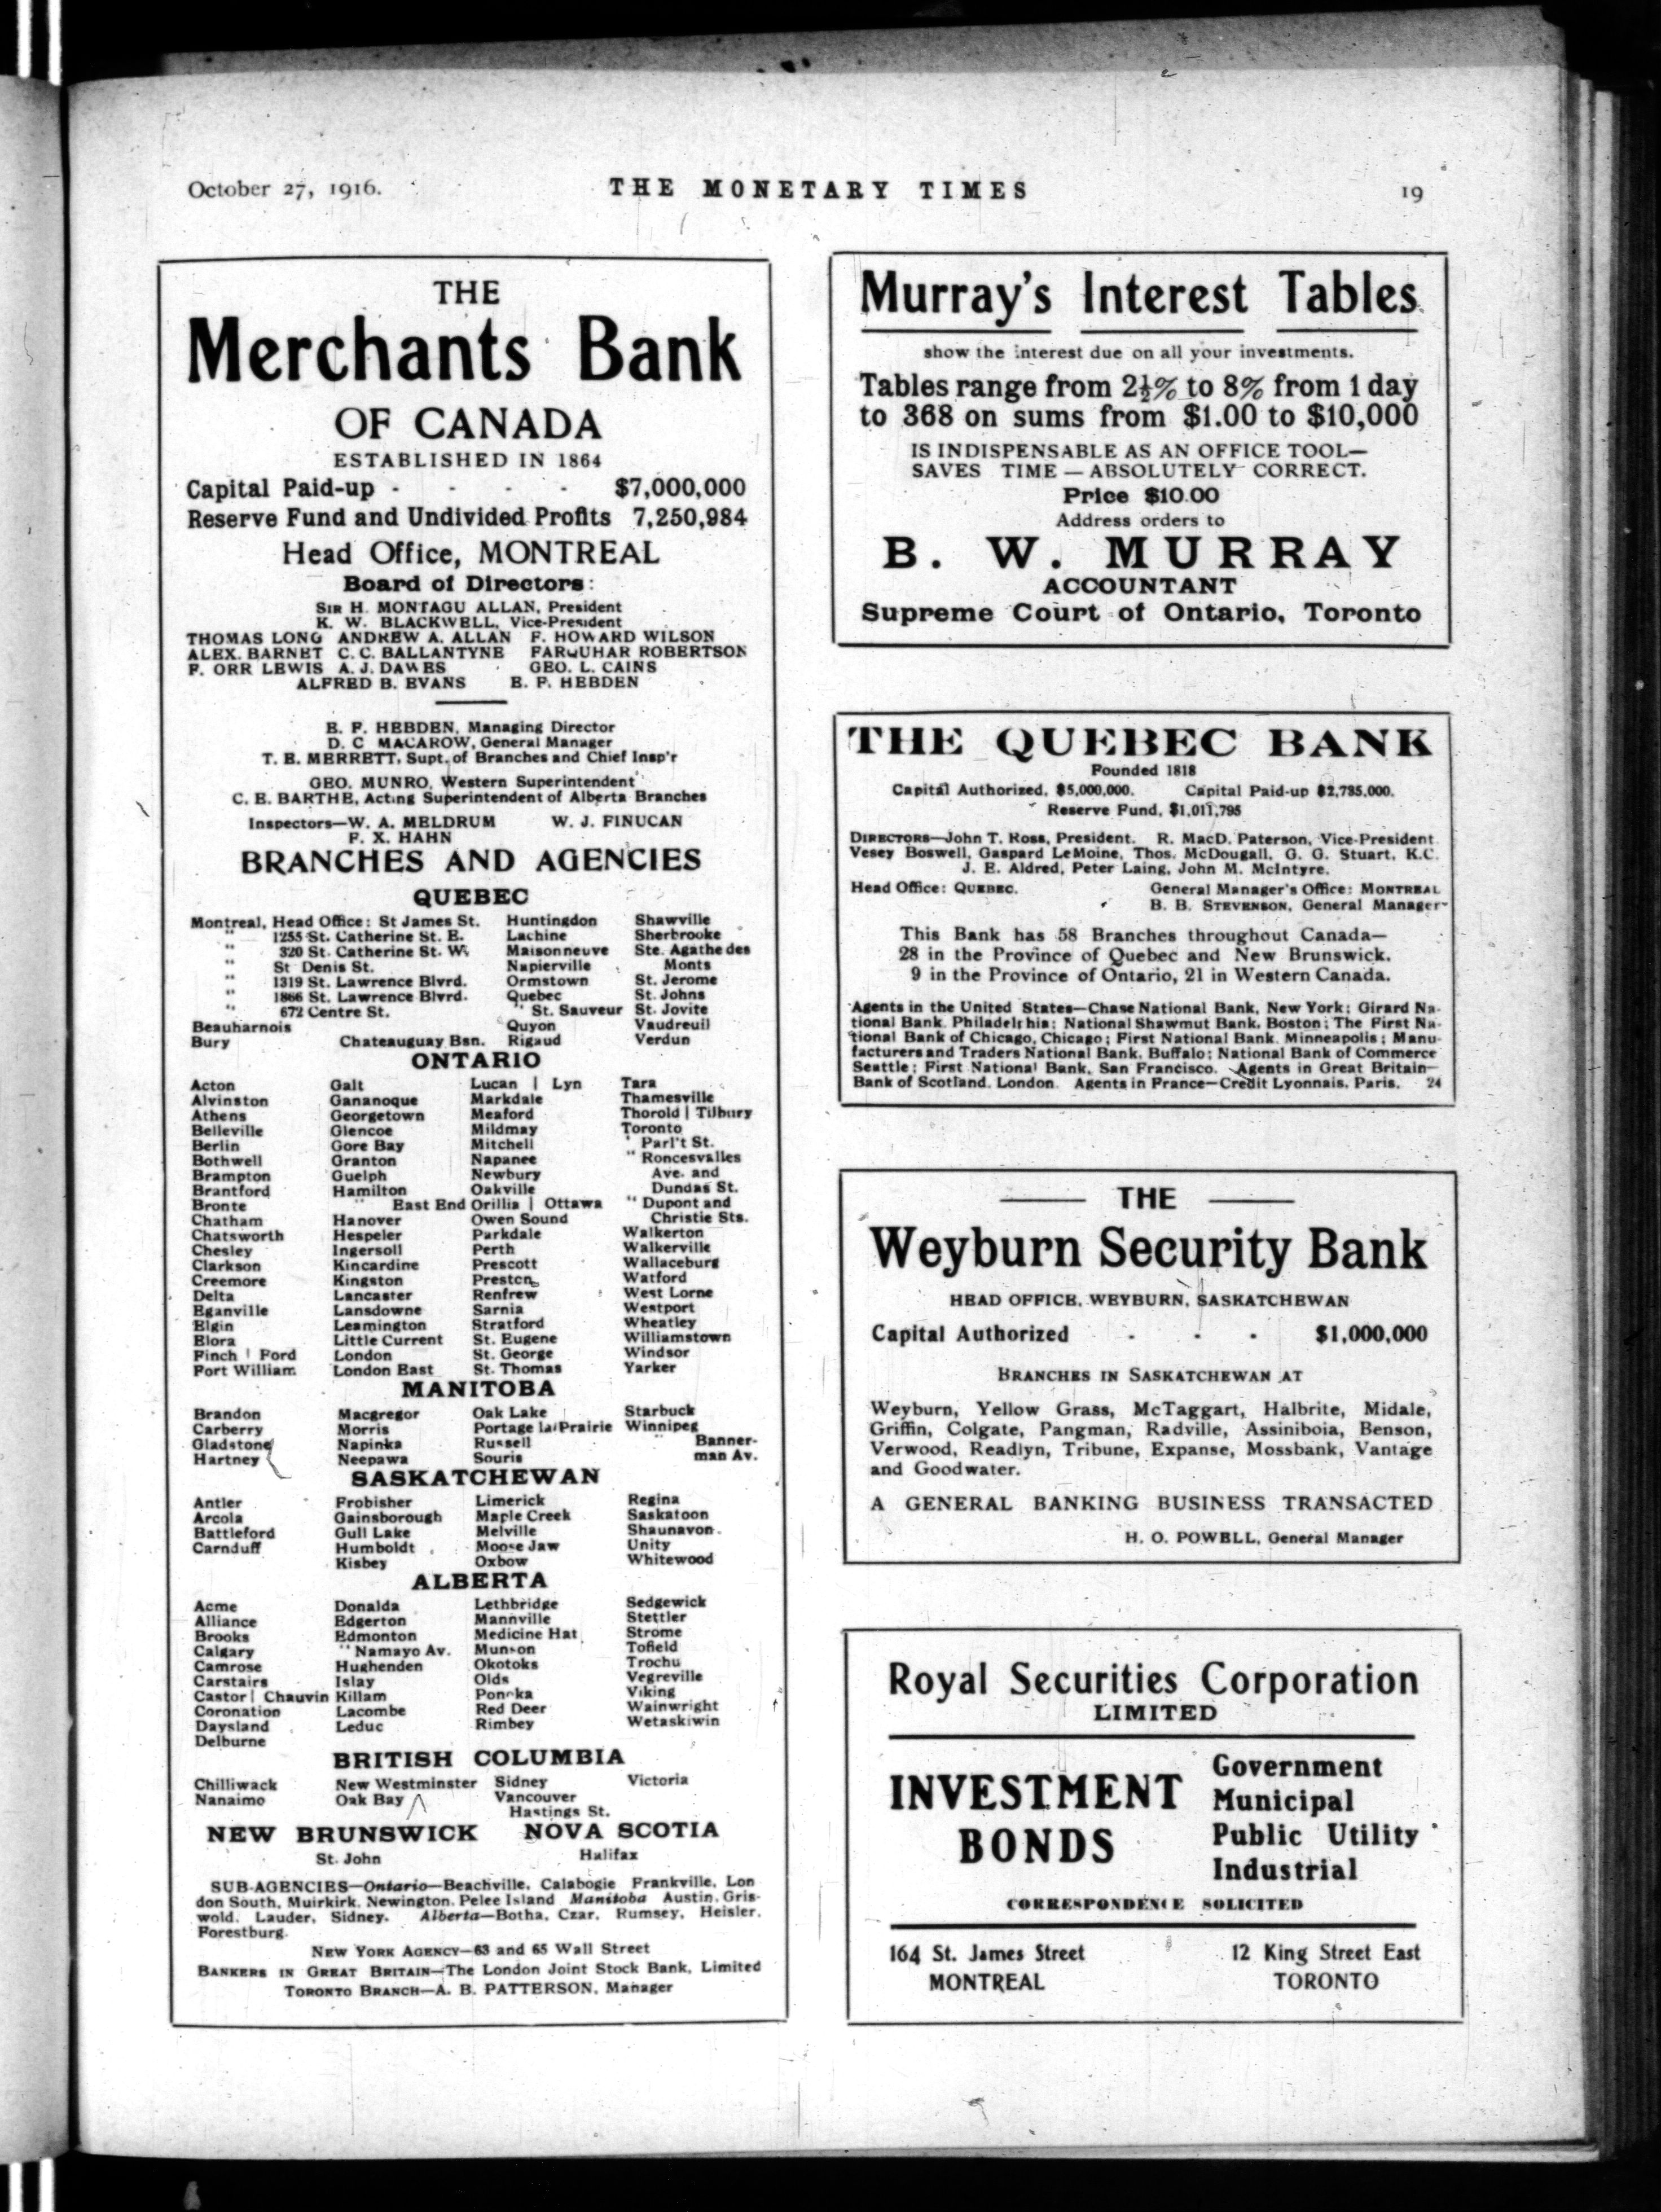 October 27, 1916.
THE MONETARY TIMES
19
THE
Merchants Bank
OF CANADA
ESTABLISHED IN 1864
Capital Paid-up - - - - $7,000,000
Reserve Fund and Undivided Profits 7,250,984
Head Office, MONTREAL
Board of Directors:
SIR H. MONTAGU ALLAN, President
K. W. BLACKWELL, Vice-President
THOMAS LONG ANDREW A. ALLAN F. HOWARD WILSON
ALEX. BARNET C. C. BALLANTYNE FARQUHAR ROBERTSON
F. ORR LEWIS A. J. DAWES GEO. L. CAINS
ALFRED B. EVANS E. F. HEBDEN
E. F. HEBDEN, Managing Director
D. C MACAROW, General Manager
T. E. MERRETT, Supt. of Branches and Chief Insp'r
GEO. MUNRO, Western Superintendent
C. E. BARTHE, Acting Superintendent of Alberta Branches
Inspectors—W. A. MELDRUM W. J. FINUCAN
F. X. HAHN
BRANCHES AND AGENCIES
QUEBEC
Montreal, Head Office: St James St. Huntingdon Shawville
" 1255 St. Catherine St. E. Lachine Sherbrooke
" 320 St. Catherine St. W. Maisonneuve Ste. Agathe des
" St Denis St. Napierville Monts
" 1319 St. Lawrence Blvrd. Ormstown St. Jerome
" 1866 St. Lawrence Blvrd. Quebec St. Johns
" 672 Centre St. " St. Sauveur St. Jovite
Beauharnois Quyon Vaudreuil
Bury Chateauguay Bsn. Rigaud Verdun
ONTARIO
Acton Galt Lucan | Lyn Tara
Alvinston Gananoque Markdale Thamesville
Athens Georgetown Meaford Thorold | Tilbury
Belleville Glencoe Mildmay Toronto
Berlin Gore Bay Mitchell " Parl't St.
Bothwell Granton Napanee " Roncesvalles
Brampton Guelph Newbury Ave. and
Brantford Hamilton Oakville Dundas St.
Bronte " East End Orillia | Ottawa " Dupont and
Chatham Hanover Owen Sound Christie Sts.
Chatsworth Hespeler Parkdale Walkerton
Chesley Ingersoll Perth Walkerville
Clarkson Kincardine Prescott Wallaceburg
Creemore Kingston Preston Watford
Delta Lancaster Renfrew West Lorne
Eganville Lansdowne Sarnia Westport
Elgin Leamington Stratford Wheatley
Elora Little Current St. Eugene Williamstown
Finch | Ford London St. George Windsor
Fort William London East St. Thomas Yarker
MANITOBA
Brandon Macgregor Oak Lake Starbuck
Carberry Morris Portage la Prairie Winnipeg
Gladstone Napinka Russell " Banner-
Hartney Neepawa Souris man Av.
SASKATCHEWAN
Antler Frobisher Limerick Regina
Arcola Gainsborough Maple Creek Saskatoon
Battleford Gull Lake Melville Shaunavon
Carnduff Humboldt Moose Jaw Unity
Kisbey Oxbow Whitewood
ALBERTA
Acme Donalda Lethbridge Sedgewick
Alliance Edgerton Mannville Stettler
Brooks Edmonton Medicine Hat Strome
Calgary " Namayo Av. Munson Tofield
Camrose Hughenden Okotoks Trochu
Carstairs Islay Olds Vegreville
Castor | Chauvin Killam Ponoka Viking
Coronation Lacombe Red Deer Wainwright
Daysland Leduc Rimbey Wetaskiwin
Delburne
BRITISH COLUMBIA
Chilliwack New Westminster Sidney Victoria
Nanaimo Oak Bay Vancouver
Hastings St.
NEW BRUNSWICK NOVA SCOTIA
St. John Halifax
SUB-AGENCIES—Ontario—Beachville, Calabogie Frankville, Lon
don South, Muirkirk, Newington, Pelee Island Manitoba Austin, Gris-
wold, Lauder, Sidney. Alberta—Botha, Czar, Rumsey, Heisler,
Forestburg.
NEW YORK AGENCY—63 and 65 Wall Street
BANKERS IN GREAT BRITAIN—The London Joint Stock Bank, Limited
TORONTO BRANCH—A. B. PATTERSON, Manager
Murray's Interest Tables
show the interest due on all your investments.
Tables range from 2½% to 8% from 1 day
to 368 on sums from $1.00 to $10,000
IS INDISPENSABLE AS AN OFFICE TOOL—
SAVES TIME—ABSOLUTELY CORRECT.
Price $10.00
Address orders to
B. W. MURRAY
ACCOUNTANT
Supreme Court of Ontario, Toronto
THE QUEBEC BANK
Founded 1818
Capital Authorized, $5,000,000. Capital Paid-up $2,735,000.
Reserve Fund, $1,011,795
DIRECTORS—John T. Ross, President. R. MacD. Paterson, Vice-President
Vesey Boswell, Gaspard LeMoine, Thos. McDougall, G. G. Stuart, K.C.
J. E. Aldred, Peter Laing, John M. McIntyre.
Head Office: QUEBEC. General Manager's Office: MONTREAL
B. B. STEVENSON, General Manager
This Bank has 58 Branches throughout Canada—
28 in the Province of Quebec and New Brunswick.
9 in the Province of Ontario, 21 in Western Canada.
Agents in the United States—Chase National Bank, New York; Girard Na-
tional Bank, Philadelphia; National Shawmut Bank, Boston; The First Na-
tional Bank of Chicago, Chicago; First National Bank, Minneapolis; Manu-
facturers and Traders National Bank, Buffalo; National Bank of Commerce
Seattle; First National Bank, San Francisco. Agents in Great Britain—
Bank of Scotland, London. Agents in France—Credit Lyonnais, Paris. 24
THE
Weyburn Security Bank
HEAD OFFICE, WEYBURN, SASKATCHEWAN
Capital Authorized - - - $1,000,000
BRANCHES IN SASKATCHEWAN AT
Weyburn, Yellow Grass, McTaggart, Halbrite, Midale,
Griffin, Colgate, Pangman, Radville, Assiniboia, Benson,
Verwood, Readlyn, Tribune, Expanse, Mossbank, Vantage
and Goodwater.
A GENERAL BANKING BUSINESS TRANSACTED
H. O. POWELL, General Manager
Royal Securities Corporation
LIMITED
INVESTMENT
BONDS
Government
Municipal
Public Utility
Industrial
CORRESPONDENCE SOLICITED
164 St. James Street 12 King Street East
MONTREAL TORONTO